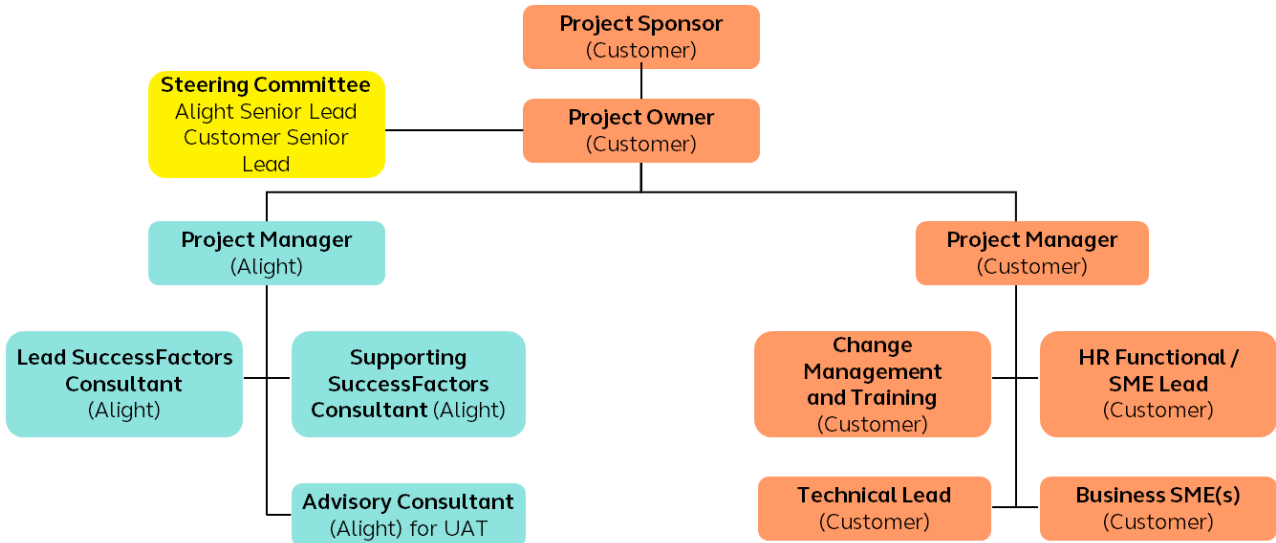 Project Sponsor
(Customer)
Steering Committee
Alight Senior Lead
Customer Senior
Lead
Project Owner
(Customer)
Project Manager
(Alight)
Project Manager
(Customer)
Lead SuccessFactors
Consultant
(Alight)
Supporting
SuccessFactors
Consultant (Alight)
Change
Management
and Training
(Customer)
HR Functional /
SME Lead
(Customer)
Advisory Consultant
(Alight) for UAT
Technical Lead
(Customer)
Business SME(s)
(Customer)